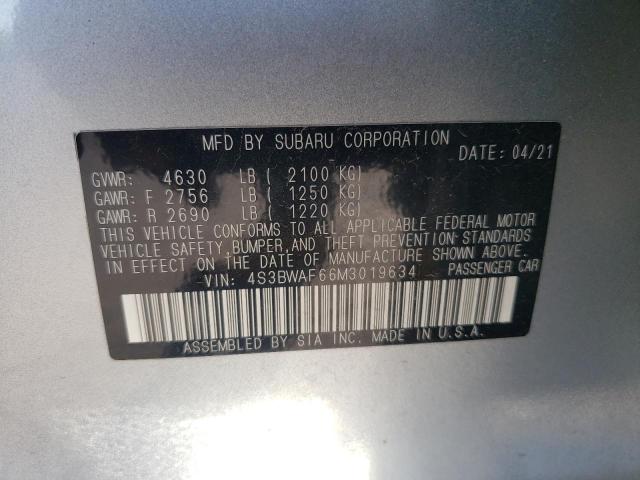 MFD BY SUBARU CORPORATION
DATE: 04/21
GVWR: 4630 LB ( 2100 KG)
GAWR: F 2756 LB ( 1250 KG)
GAWR: R 2690 LB ( 1220 KG)
THIS VEHICLE CONFORMS TO ALL APPLICABLE FEDERAL MOTOR
VEHICLE SAFETY, BUMPER, AND THEFT PREVENTION STANDARDS
IN EFFECT ON THE DATE OF MANUFACTURE SHOWN ABOVE.
VIN: 4S3BWAF66M3019634 PASSENGER CAR
ASSEMBLED BY SIA INC. MADE IN U.S.A.